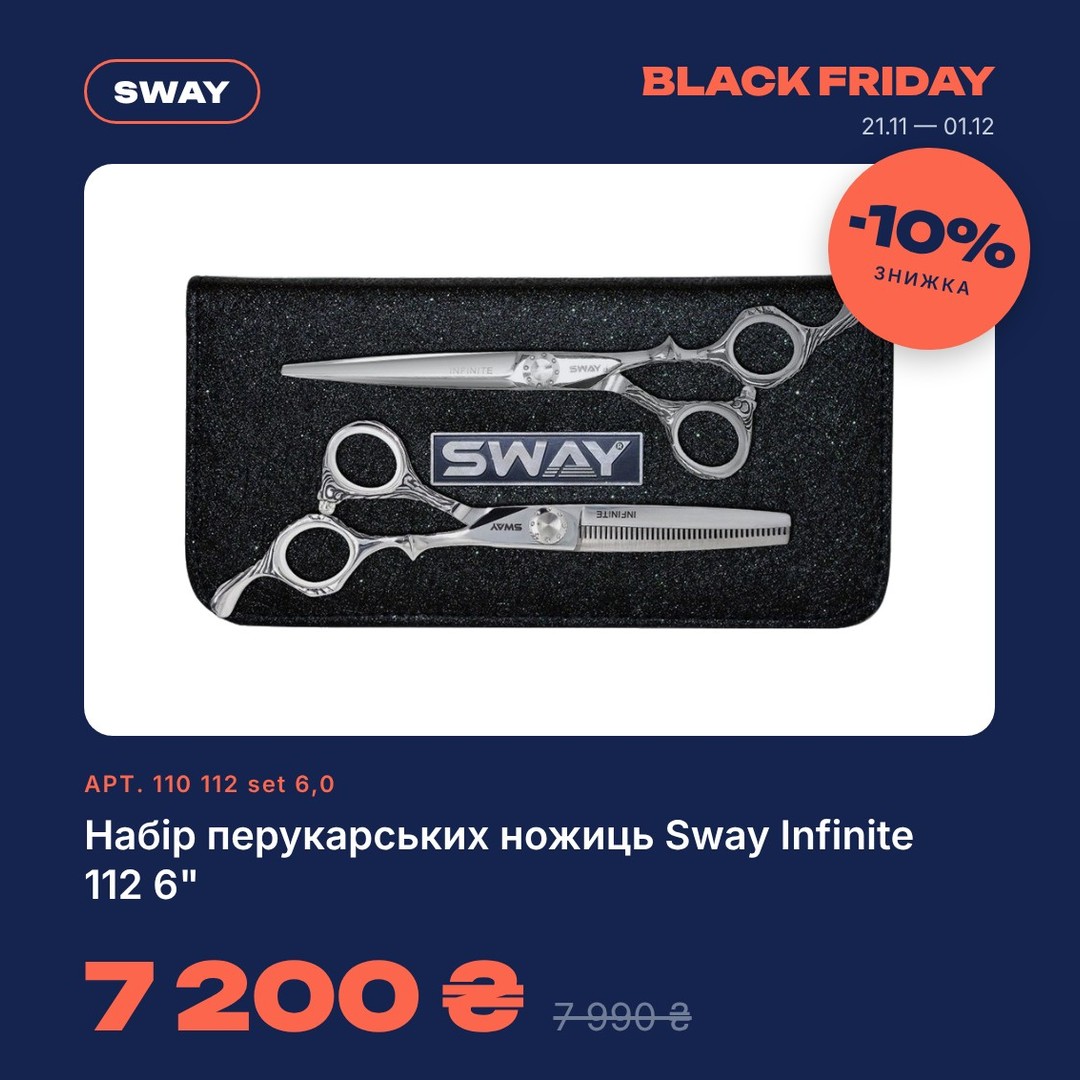 SWAY
BLACK FRIDAY
21.11 — 01.12
-10%
ЗНИЖКА
INFINITE
SWAY
SWAY®
SWAY
INFINITE
АРТ. 110 112 set 6,0
Набір перукарських ножиць Sway Infinite
112 6"
7 200 ₴
7 990 ₴